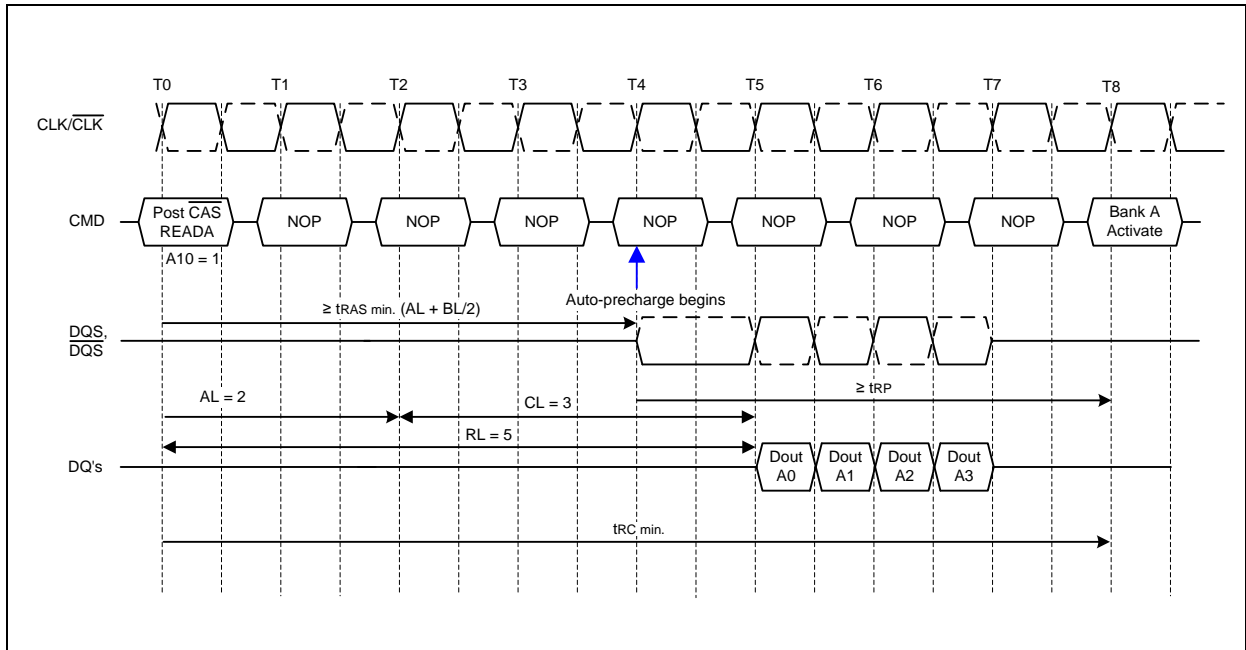 T0 T1 T2 T3 T4 T5 T6 T7 T8
CLK/CLK
CMD
Post CAS
READA
NOP NOP NOP NOP NOP NOP NOP
Bank A
Activate
A10 = 1
Auto-precharge begins
≥ tRAS min. (AL + BL/2)
DQS,
DQS
≥ tRP
AL = 2
CL = 3
RL = 5
DQ's
Dout
A0
Dout
A1
Dout
A2
Dout
A3
tRC min.